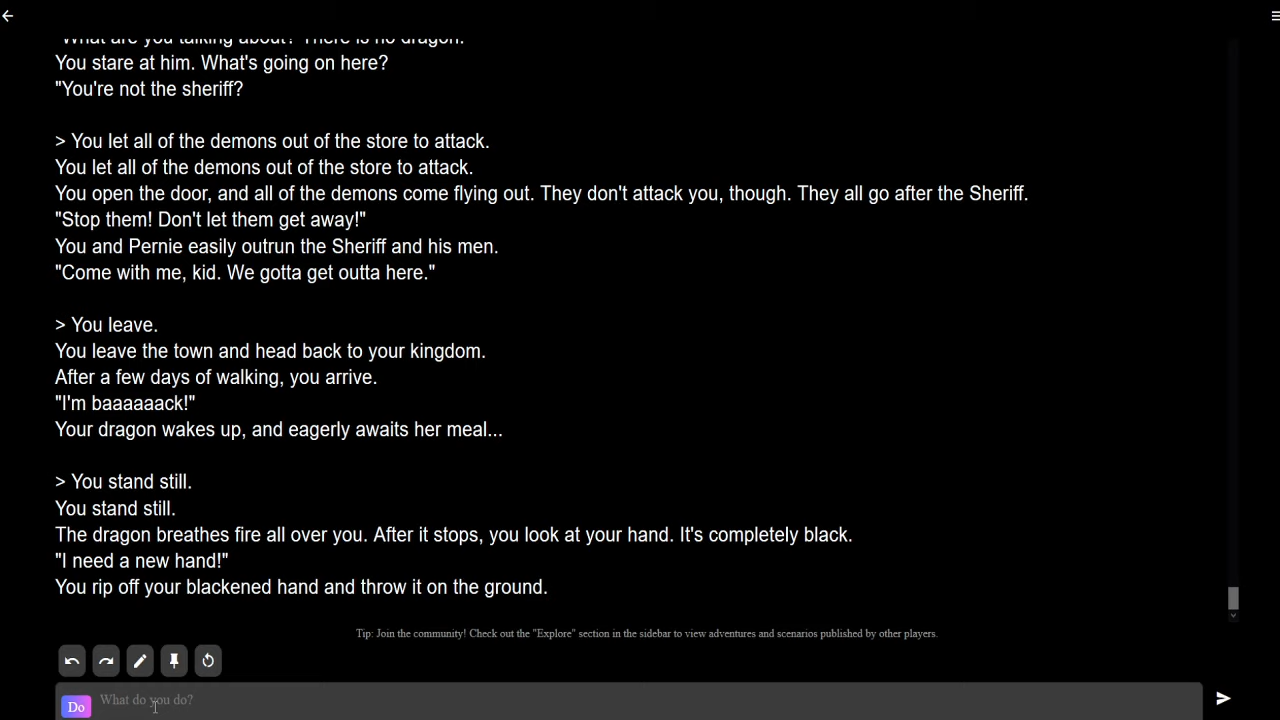 "What are you talking about? There is no dragon.
You stare at him. What's going on here?
"You're not the sheriff?
> You let all of the demons out of the store to attack.
You let all of the demons out of the store to attack.
You open the door, and all of the demons come flying out. They don't attack you, though. They all go after the Sheriff.
"Stop them! Don't let them get away!"
You and Pernie easily outrun the Sheriff and his men.
"Come with me, kid. We gotta get outta here."
> You leave.
You leave the town and head back to your kingdom.
After a few days of walking, you arrive.
"I'm baaaaaack!"
Your dragon wakes up, and eagerly awaits her meal...
> You stand still.
You stand still.
The dragon breathes fire all over you. After it stops, you look at your hand. It's completely black.
"I need a new hand!"
You rip off your blackened hand and throw it on the ground.
Tip: Join the community! Check out the "Explore" section in the sidebar to view adventures and scenarios published by other players.
Do What do you do?